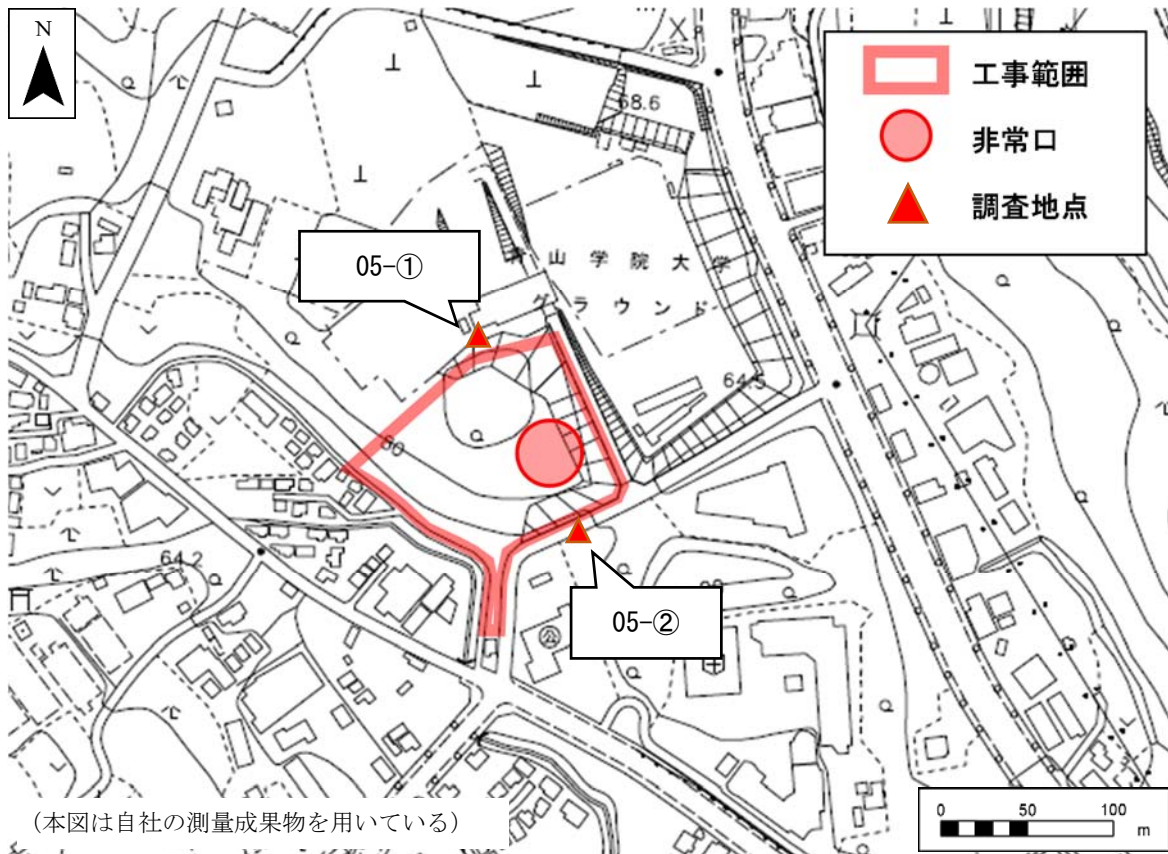 N
工事範囲
非常口
調査地点
68.6
05-①
山学院大学
グラウンド
64.5
60
64.2
05-②
(本図は自社の測量成果物を用いている)
0 50 100
m